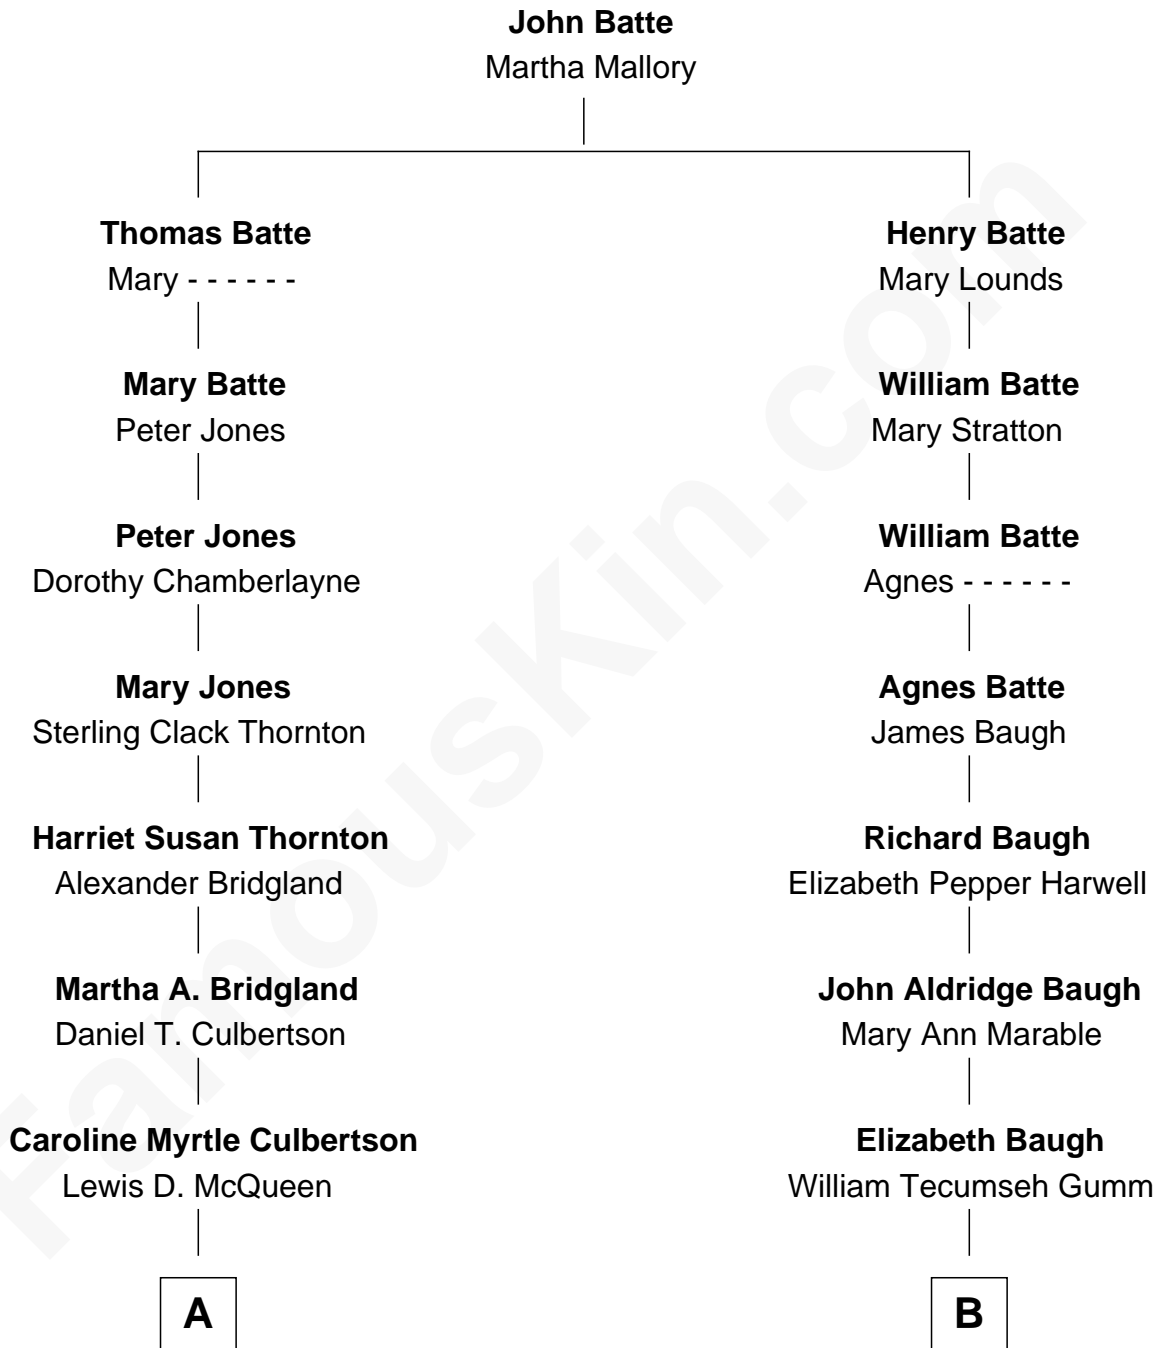 John Batte
Martha Mallory
Thomas Batte
Mary - - - - - -
Henry Batte
Mary Lounds
Mary Batte
Peter Jones
William Batte
Mary Stratton
Peter Jones
Dorothy Chamberlayne
William Batte
Agnes - - - - - -
Mary Jones
Sterling Clack Thornton
Agnes Batte
James Baugh
Harriet Susan Thornton
Alexander Bridgland
Richard Baugh
Elizabeth Pepper Harwell
Martha A. Bridgland
Daniel T. Culbertson
John Aldridge Baugh
Mary Ann Marable
Caroline Myrtle Culbertson
Lewis D. McQueen
Elizabeth Baugh
William Tecumseh Gumm
A
B
FamousKin.com